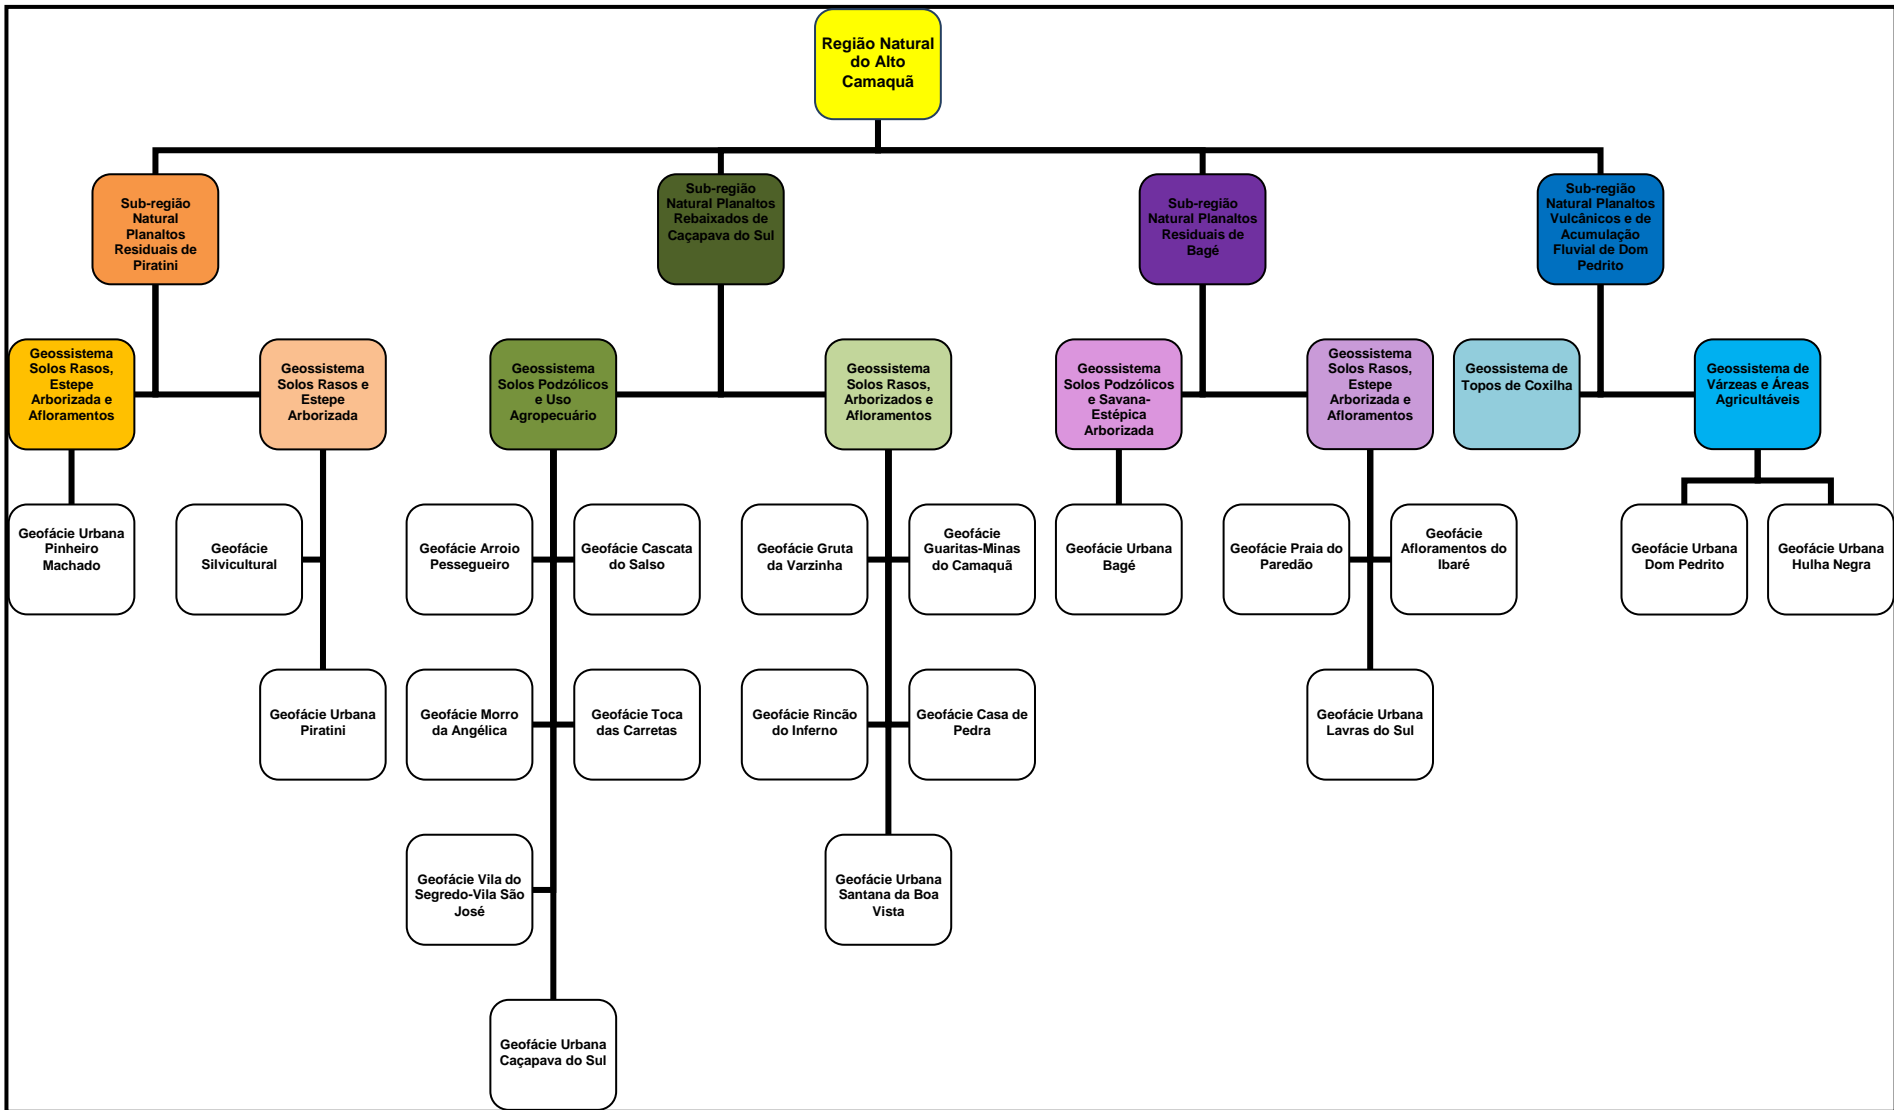 Região Natural
do Alto
Camaquã
Sub-região
Natural
Planaltos
Residuais de
Piratini
Sub-região
Natural Planaltos
Rebaixados de
Caçapava do Sul
Sub-região
Natural Planaltos
Residuais de
Bagé
Sub-região
Natural Planaltos
Vulcânicos e de
Acumulação
Fluvial de Dom
Pedrito
Geossistema
Solos Rasos,
Estepe
Arborizada e
Afloramentos
Geossistema
Solos Rasos e
Estepe
Arborizada
Geossistema
Solos Podzólicos
e Uso
Agropecuário
Geossistema
Solos Rasos,
Arborizados e
Afloramentos
Geossistema
Solos Podzólicos
e Savana-
Estépica
Arborizada
Geossistema
Solos Rasos,
Estepe
Arborizada e
Afloramentos
Geossistema de
Topos de Coxilha
Geossistema de
Várzeas e Áreas
Agricultáveis
Geofácie Urbana
Pinheiro
Machado
Geofácie
Silvicultural
Geofácie Arroio
Pessegueiro
Geofácie Cascata
do Salso
Geofácie Gruta
da Varzinha
Geofácie
Guaritas-Minas
do Camaquã
Geofácie Urbana
Bagé
Geofácie Praia do
Paredão
Geofácie
Afloramentos do
Ibaré
Geofácie Urbana
Dom Pedrito
Geofácie Urbana
Hulha Negra
Geofácie Urbana
Piratini
Geofácie Morro
da Angélica
Geofácie Toca
das Carretas
Geofácie Rincão
do Inferno
Geofácie Casa de
Pedra
Geofácie Urbana
Lavras do Sul
Geofácie Vila do
Segredo-Vila São
José
Geofácie Urbana
Santana da Boa
Vista
Geofácie Urbana
Caçapava do Sul